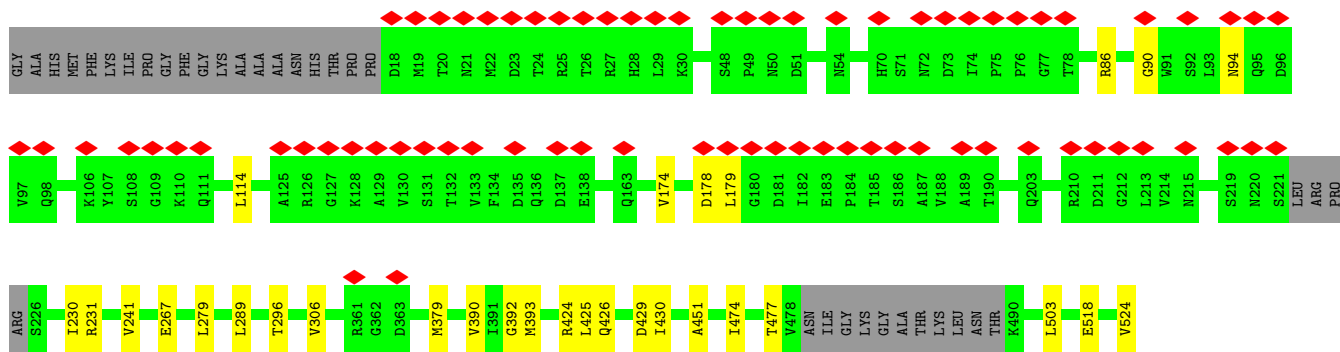 GLY ALA HIS MET PHE LYS ILE PRO GLY PHE GLY LYS ALA ALA ALA ASN HIS THR PRO PRO D18 M19 T20 N21 M22 D23 T24 R25 T26 R27 H28 L29 K30 S48 P49 N50 D51 N54 H70 S71 N72 D73 I74 P75 P76 G77 T78 R86 G90 W91 S92 L93 N94 Q95 D96
V97 Q98 K106 Y107 S108 G109 K110 Q111 L114 A125 R126 G127 K128 A129 V130 S131 T132 V133 F134 D135 Q136 D137 E138 Q163 V174 D178 L179 G180 D181 I182 E183 P184 T185 S186 A187 V188 A189 T190 Q203 R210 D211 G212 L213 V214 N215 S219 N220 S221 LEU ARG PRO
ARG S226 I230 R231 V241 E267 L279 L289 T296 V306 R361 G362 D363 M379 V390 I391 G392 M393 R424 L425 Q426 D429 I430 A451 I474 T477 V478 ASN ILE GLY LYS GLY ALA THR LYS LEU ASN THR K490 L503 E518 V524